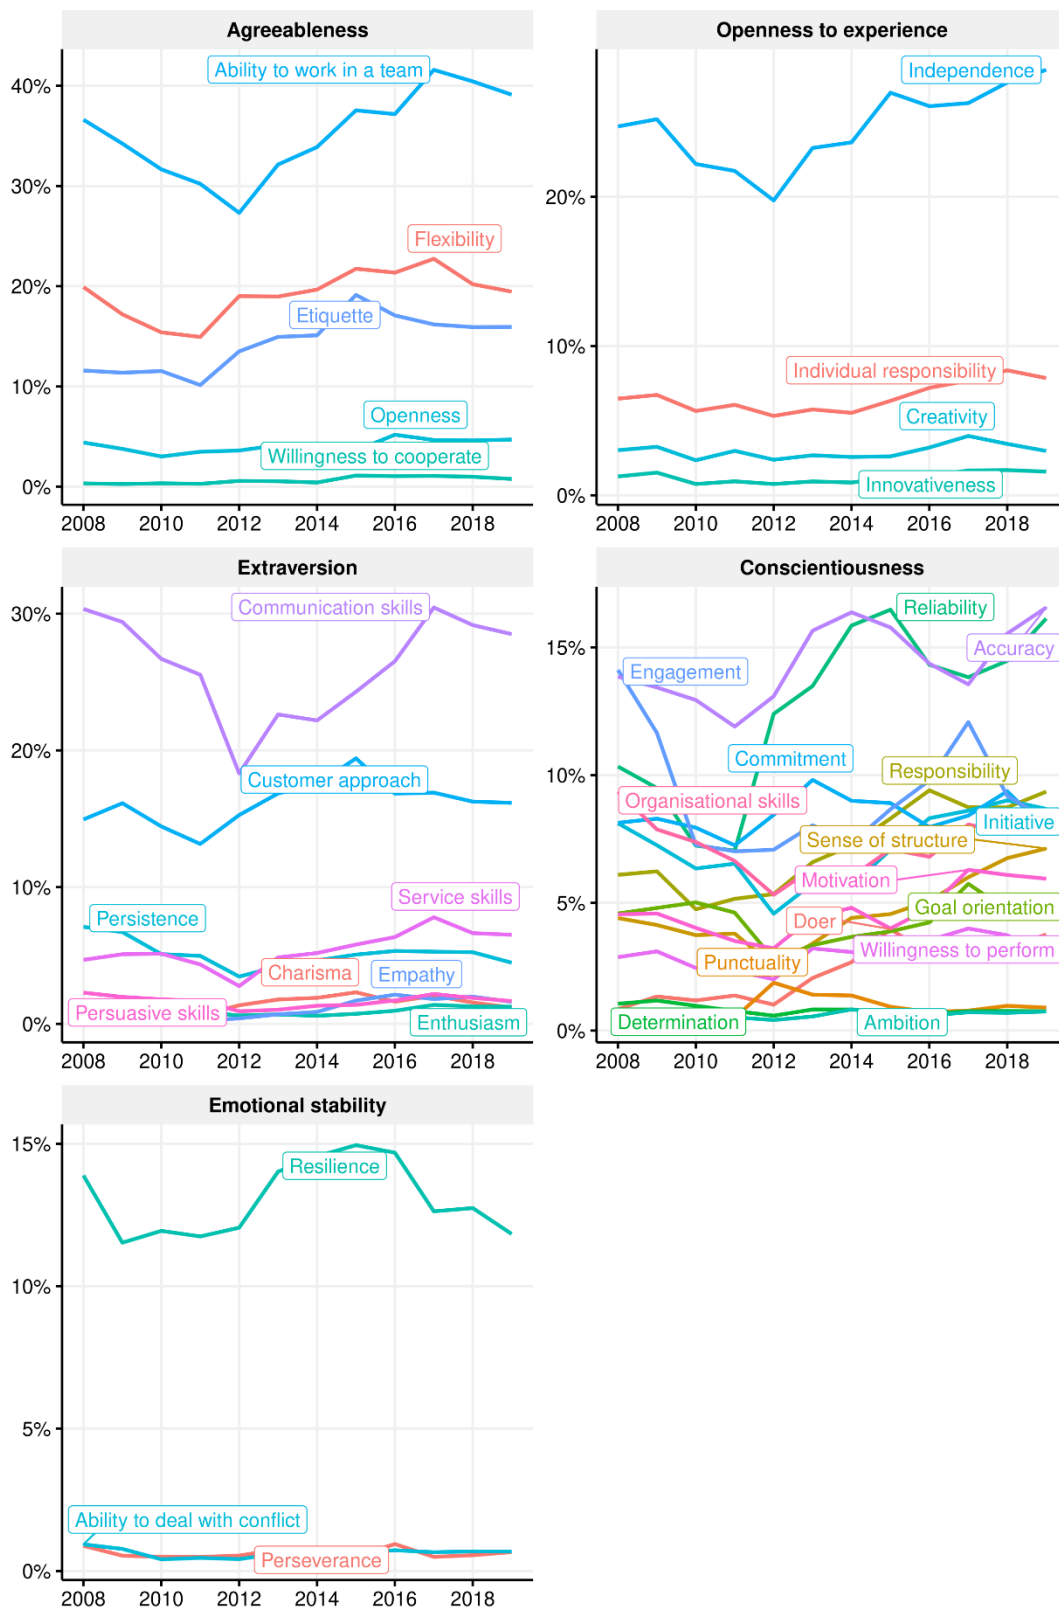 Agreeableness
Ability to work in a team
40%
30%
Flexibility
20%
Etiquette
10%
Openness
Willingness to cooperate
0%
2008 2010 2012 2014 2016 2018
Openness to experience
Independence
20%
10%
Individual responsibility
Creativity
Innovativeness
0%
2008 2010 2012 2014 2016 2018
Extraversion
Communication skills
30%
20%
Customer approach
10%
Service skills
Persistence
Charisma
Empathy
Persuasive skills
Enthusiasm
0%
2008 2010 2012 2014 2016 2018
Conscientiousness
Reliability
15%
Accuracy
Engagement
Commitment
Responsibility
10%
Organisational skills
Initiative
Sense of structure
Motivation
5%
Goal orientation
Doer
Willingness to perform
Punctuality
Determination
Ambition
0%
2008 2010 2012 2014 2016 2018
Emotional stability
15%
Resilience
10%
5%
Ability to deal with conflict
Perseverance
0%
2008 2010 2012 2014 2016 2018